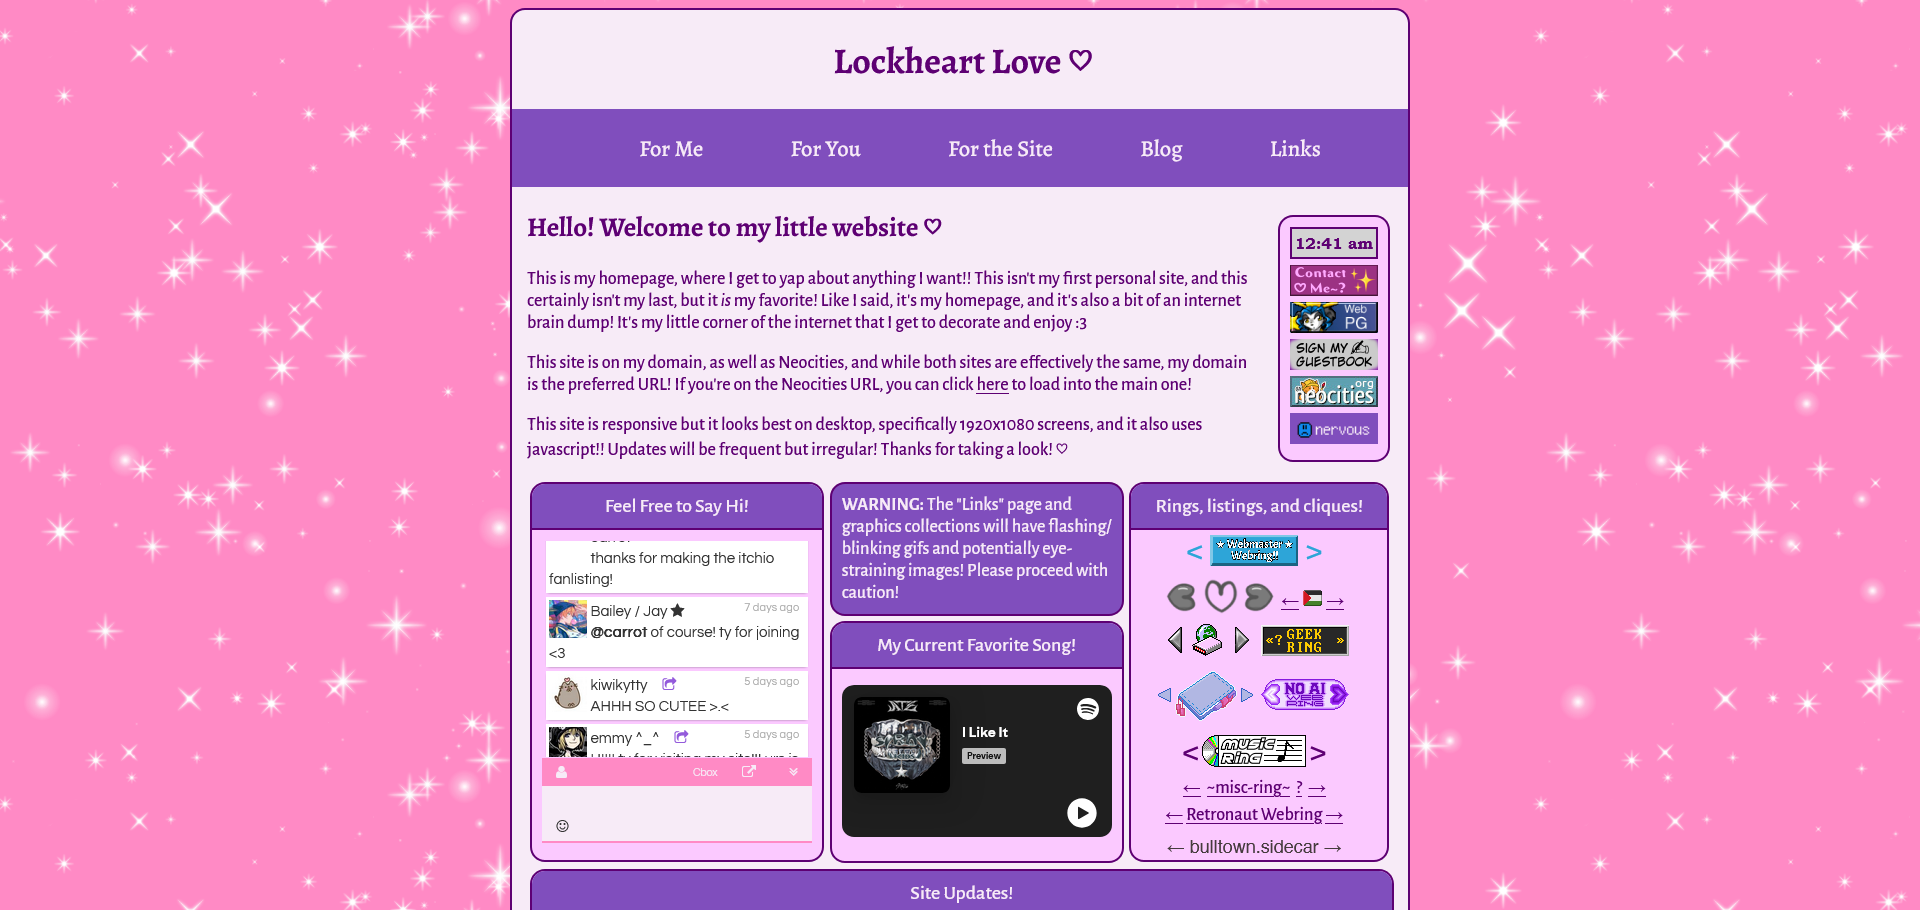 Lockheart Love ♡
For Me
For You
For the Site
Blog
Links
Hello! Welcome to my little website ♡
This is my homepage, where I get to yap about anything I want!! This isn't my first personal site, and this
certainly isn't my last, but it is my favorite! Like I said, it's my homepage, and it's also a bit of an internet
brain dump! It's my little corner of the internet that I get to decorate and enjoy :3
This site is on my domain, as well as Neocities, and while both sites are effectively the same, my domain
is the preferred URL! If you're on the Neocities URL, you can click here to load into the main one!
This site is responsive but it looks best on desktop, specifically 1920x1080 screens, and it also uses
javascript!! Updates will be frequent but irregular! Thanks for taking a look! ♡
12:41 am
Contact
♡ Me~?
Web
PG
SIGN MY
GUESTBOOK
.org
neocities
nervous
Feel Free to Say Hi!
thanks for making the itchio
fanlisting!
Bailey / Jay ★ 7 days ago
@carrot of course! ty for joining
<3
kiwikytty 5 days ago
AHHH SO CUTEE >.<
emmy ^_^ 5 days ago
Cbox
WARNING: The "Links" page and
graphics collections will have flashing/
blinking gifs and potentially eye-
straining images! Please proceed with
caution!
My Current Favorite Song!
I Like It
Preview
Rings, listings, and cliques!
< ★ Webmaster ★ >
Webring!!
← →
«? GEEK »
RING
NO AI
WEB
RING
< MUSIC >
RING
← ~misc-ring~ ? →
← Retronaut Webring →
← bulltown.sidecar →
Site Updates!